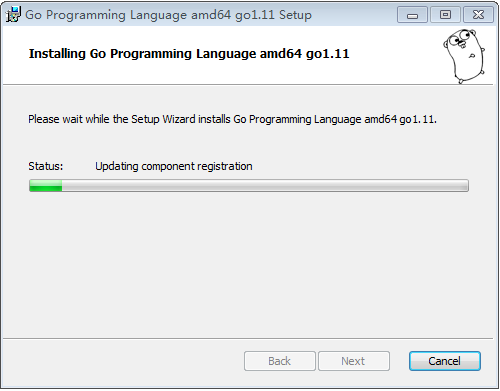 Go Programming Language amd64 go1.11 Setup
Installing Go Programming Language amd64 go1.11
Please wait while the Setup Wizard installs Go Programming Language amd64 go1.11.
Status: Updating component registration
Back Next Cancel